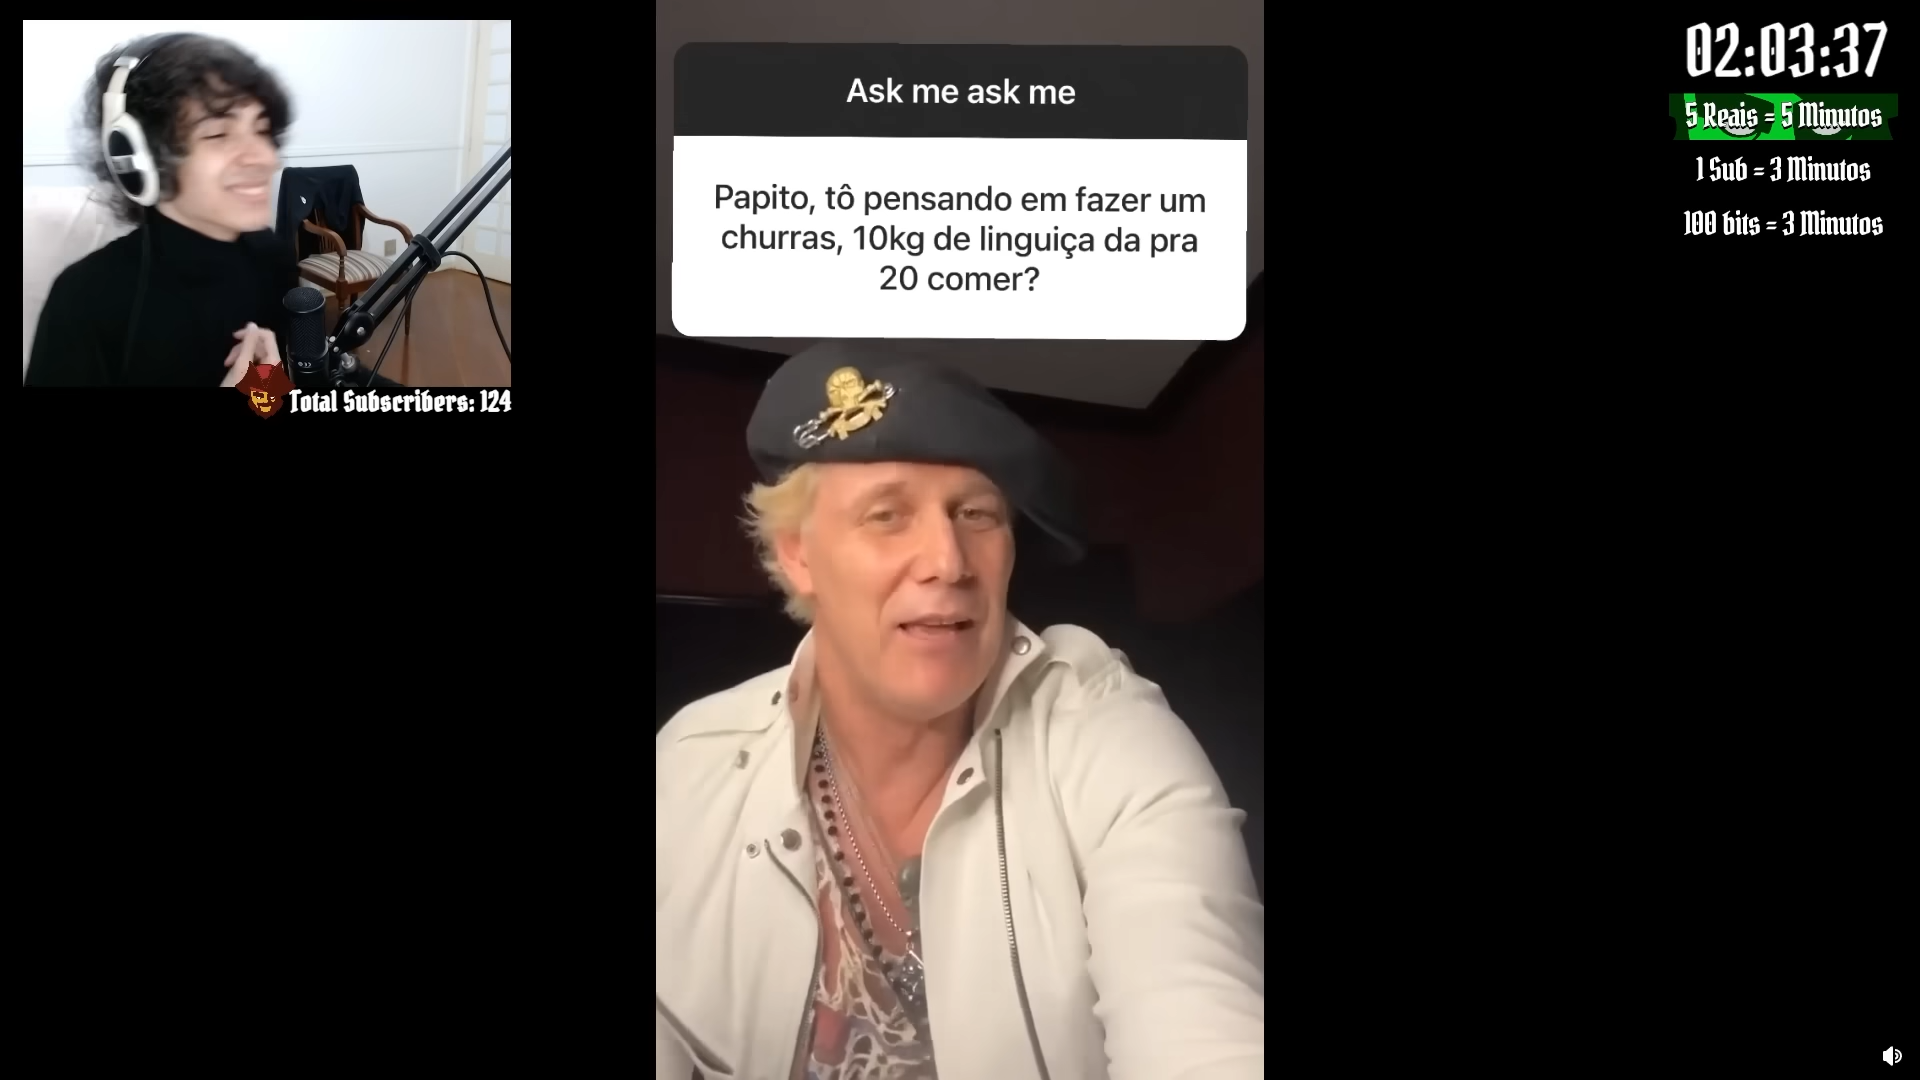 Ask me ask me
Papito, tô pensando em fazer um
churras, 10kg de linguiça da pra
20 comer?
Total Subscribers: 124
02:03:37
5 Reais = 5 Minutos
1 Sub = 3 Minutos
100 bits = 3 Minutos